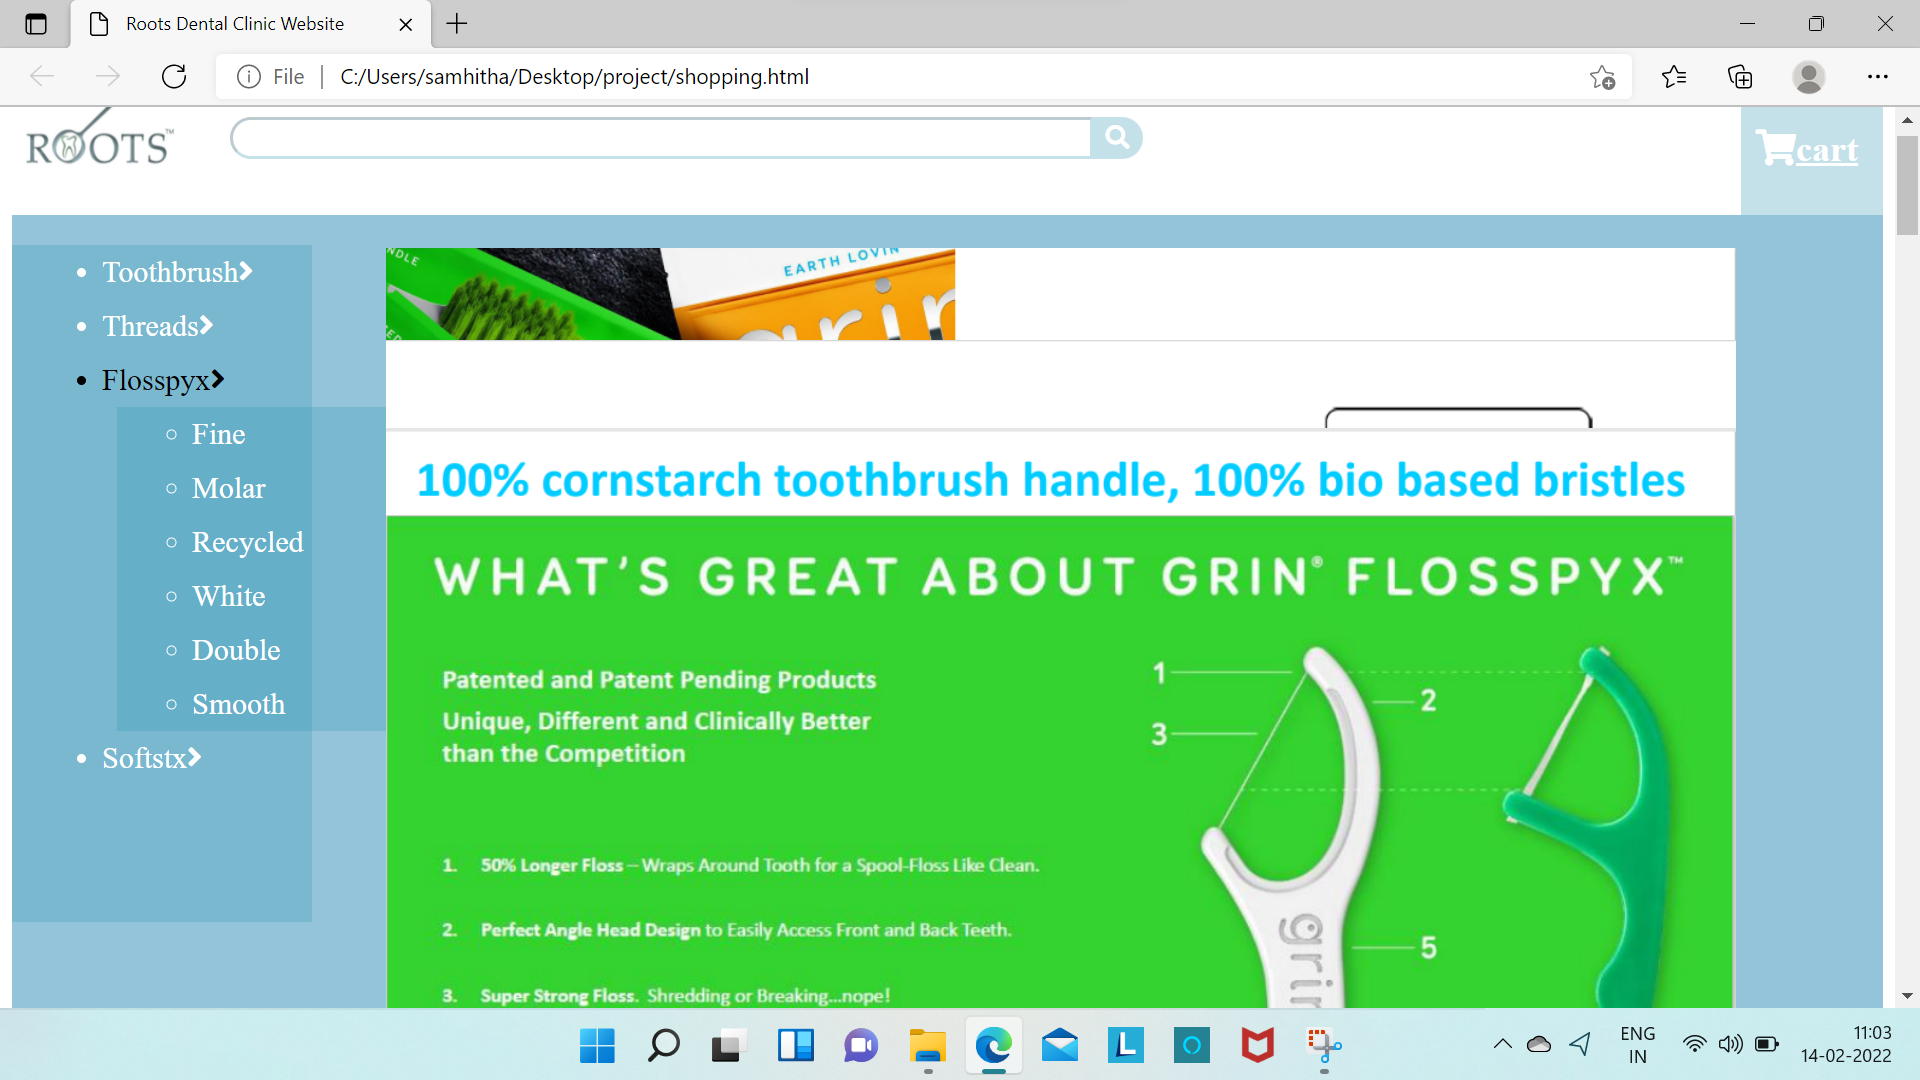 Roots Dental Clinic Website
File
C:/Users/samhitha/Desktop/project/shopping.html
ROOTS™
cart
Toothbrush
Threads
Flosspyx
Fine
Molar
Recycled
White
Double
Smooth
Softstx
NDLE
EARTH LOVIN
grin
100% cornstarch toothbrush handle, 100% bio based bristles
WHAT'S GREAT ABOUT GRIN® FLOSSPYX™
Patented and Patent Pending Products
Unique, Different and Clinically Better
than the Competition
1
2
3
5
grin
1. 50% Longer Floss – Wraps Around Tooth for a Spool-Floss Like Clean.
2. Perfect Angle Head Design to Easily Access Front and Back Teeth.
3. Super Strong Floss. Shredding or Breaking...nope!
L
ENG
IN
11:03
14-02-2022